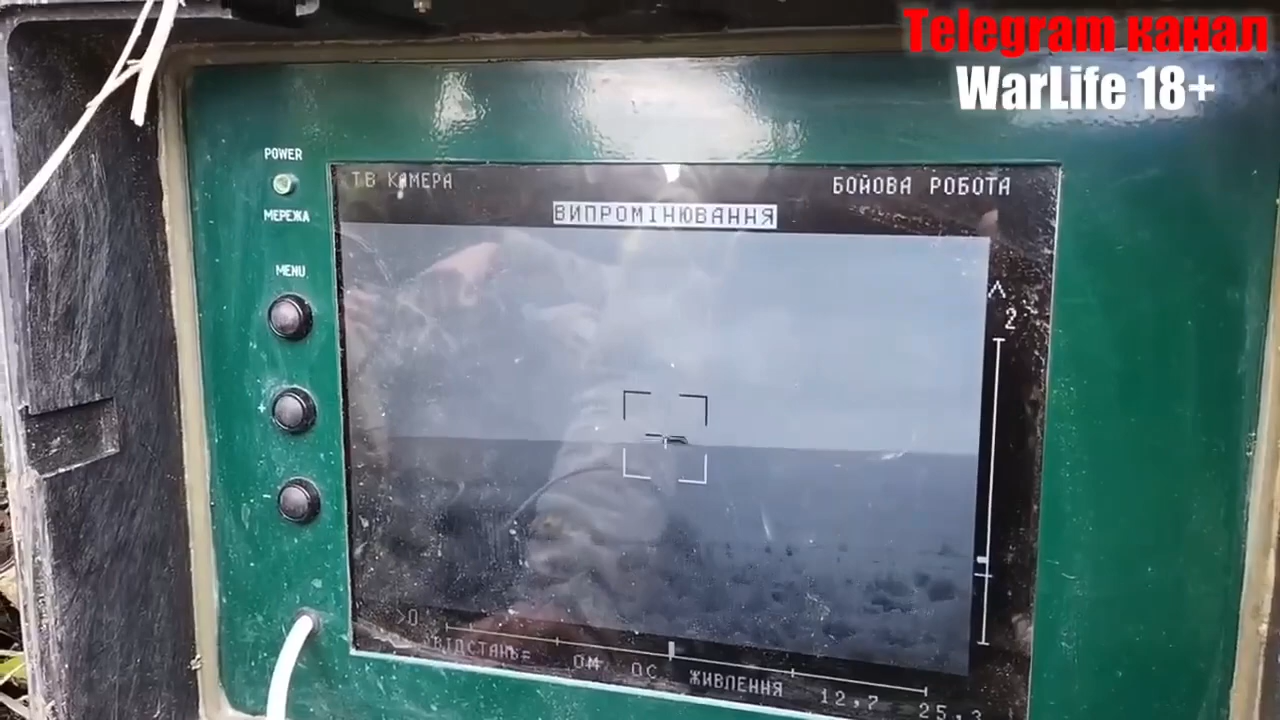 Telegram канал
WarLife 18+
POWER
МЕРЕЖА
MENU
+
ТВ КАМЕРА
БОЙОВА РОБОТА
ВИПРОМІНЮВАННЯ
2
>0
ВІДСТАНЬ= 0М 0С ЖИВЛЕННЯ 12,7 25,3